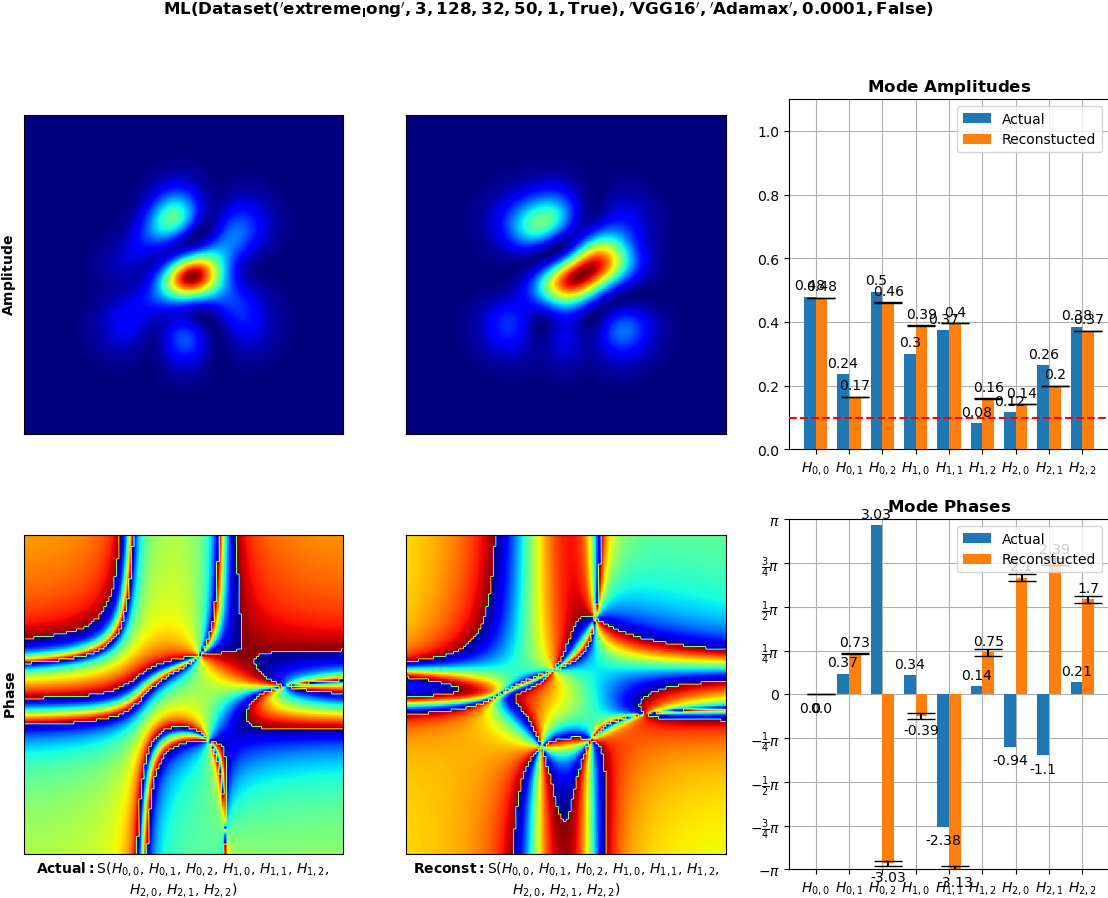 ML(Dataset('extreme_long', 3, 128, 32, 50, 1, True), 'VGG16', 'Adamax', 0.0001, False)
Amplitude
Mode Amplitudes
Actual
Reconstucted
1.0
0.8
0.6
0.4
0.2
0.0
0.48 0.48 0.24 0.17 0.5 0.46 0.3 0.39 0.37 0.4 0.08 0.16 0.12 0.14 0.26 0.2 0.38 0.37
H0,0 H0,1 H0,2 H1,0 H1,1 H1,2 H2,0 H2,1 H2,2
Phase
Mode Phases
Actual
Reconstucted
π
3/4π
1/2π
1/4π
0
−1/4π
−1/2π
−3/4π
−π
0.0 0.0 0.37 0.73 3.03 -3.03 0.34 -0.39 -2.38 -3.13 0.14 0.75 -0.94 2.1 -1.1 2.39 0.21 1.7
H0,0 H0,1 H0,2 H1,0 H1,1 H1,2 H2,0 H2,1 H2,2
Actual: S(H0,0, H0,1, H0,2, H1,0, H1,1, H1,2,
H2,0, H2,1, H2,2)
Reconst: S(H0,0, H0,1, H0,2, H1,0, H1,1, H1,2,
H2,0, H2,1, H2,2)